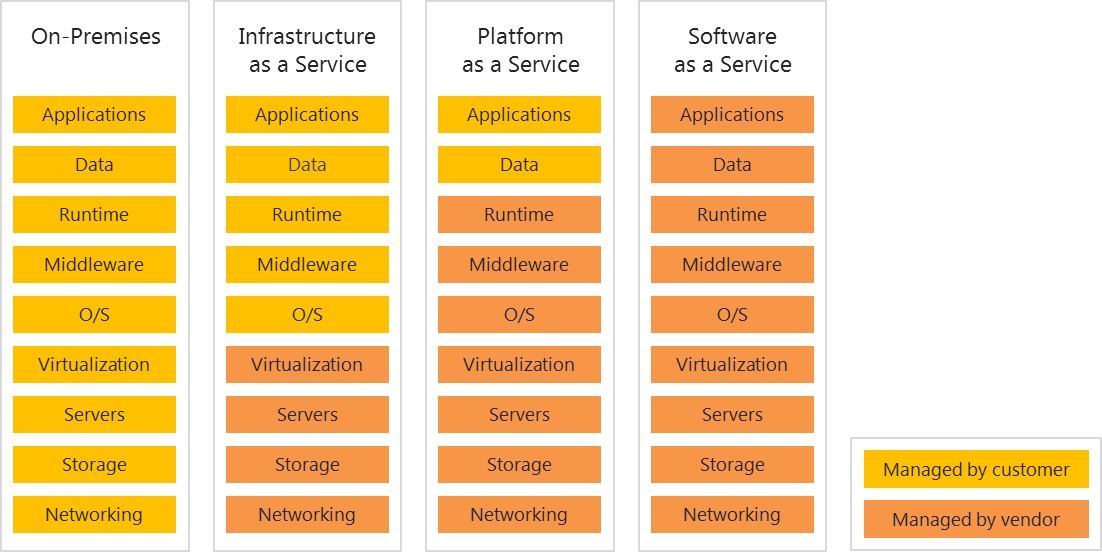 On-Premises
Applications
Data
Runtime
Middleware
O/S
Virtualization
Servers
Storage
Networking
Infrastructure
as a Service
Applications
Data
Runtime
Middleware
O/S
Virtualization
Servers
Storage
Networking
Platform
as a Service
Applications
Data
Runtime
Middleware
O/S
Virtualization
Servers
Storage
Networking
Software
as a Service
Applications
Data
Runtime
Middleware
O/S
Virtualization
Servers
Storage
Networking
Managed by customer
Managed by vendor